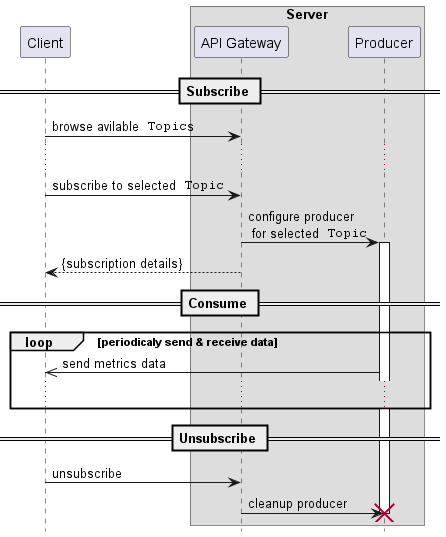 Server
Client
API Gateway
Producer
Subscribe
browse avilable Topics
subscribe to selected Topic
configure producer
for selected Topic
{subscription details}
Consume
loop
[periodicaly send & receive data]
send metrics data
Unsubscribe
unsubscribe
cleanup producer